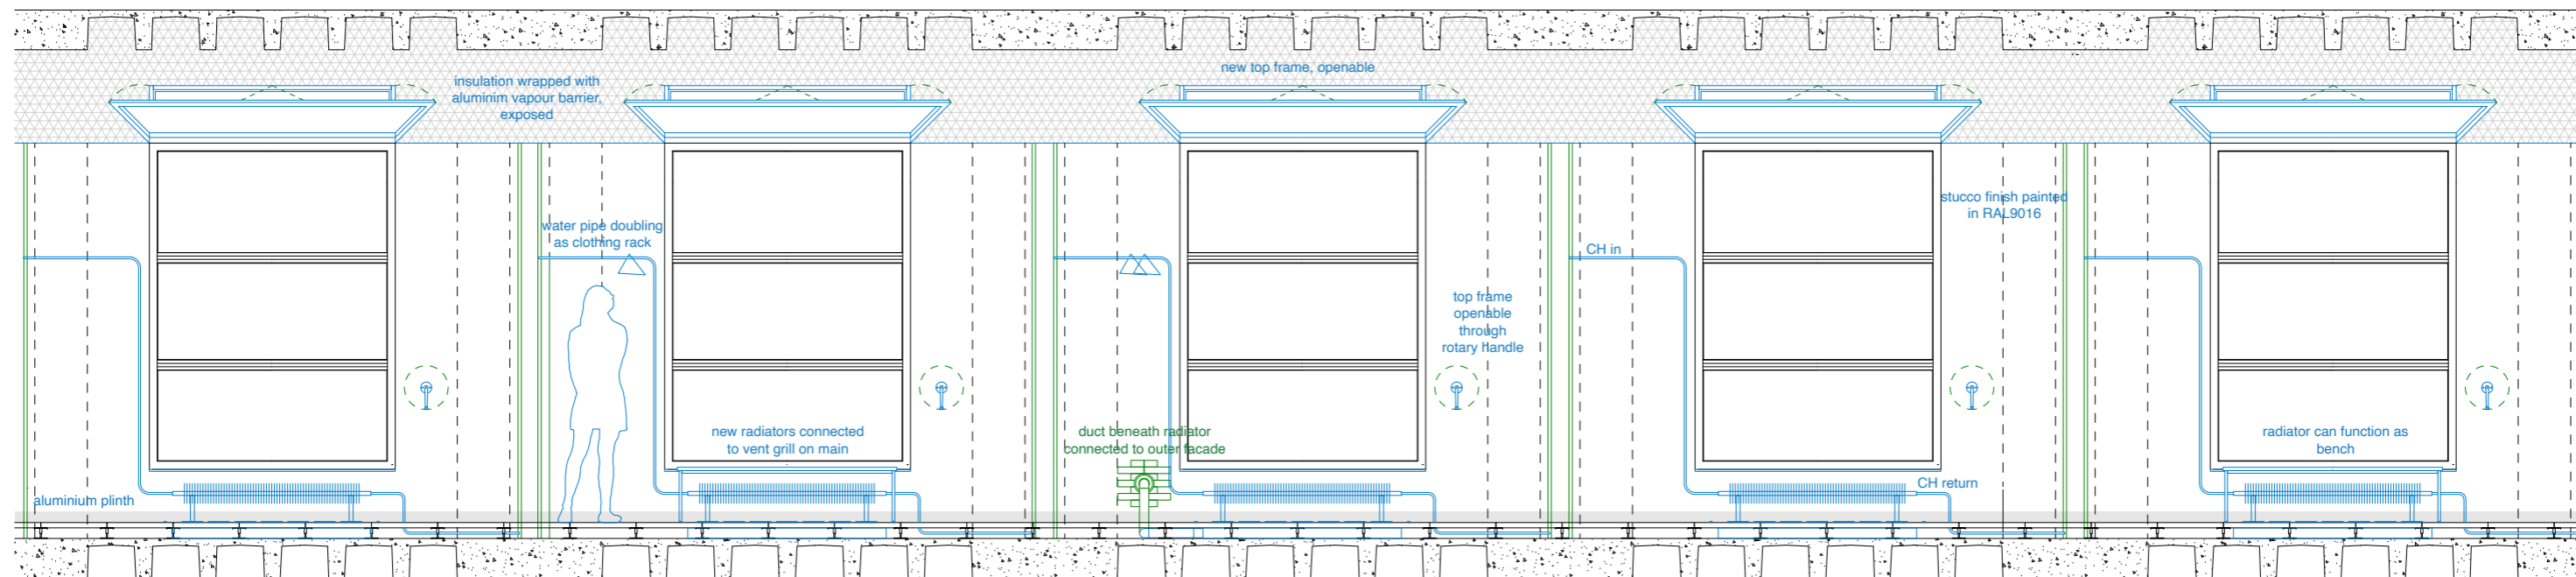 insulation wrapped with
aluminim vapour barrier,
exposed
new top frame, openable
stucco finish painted
in RAL9016
water pipe doubling
as clothing rack
CH in
top frame
openable
through
rotary handle
new radiators connected
to vent grill on main
duct beneath radiator
connected to outer facade
radiator can function as
bench
CH return
aluminium plinth